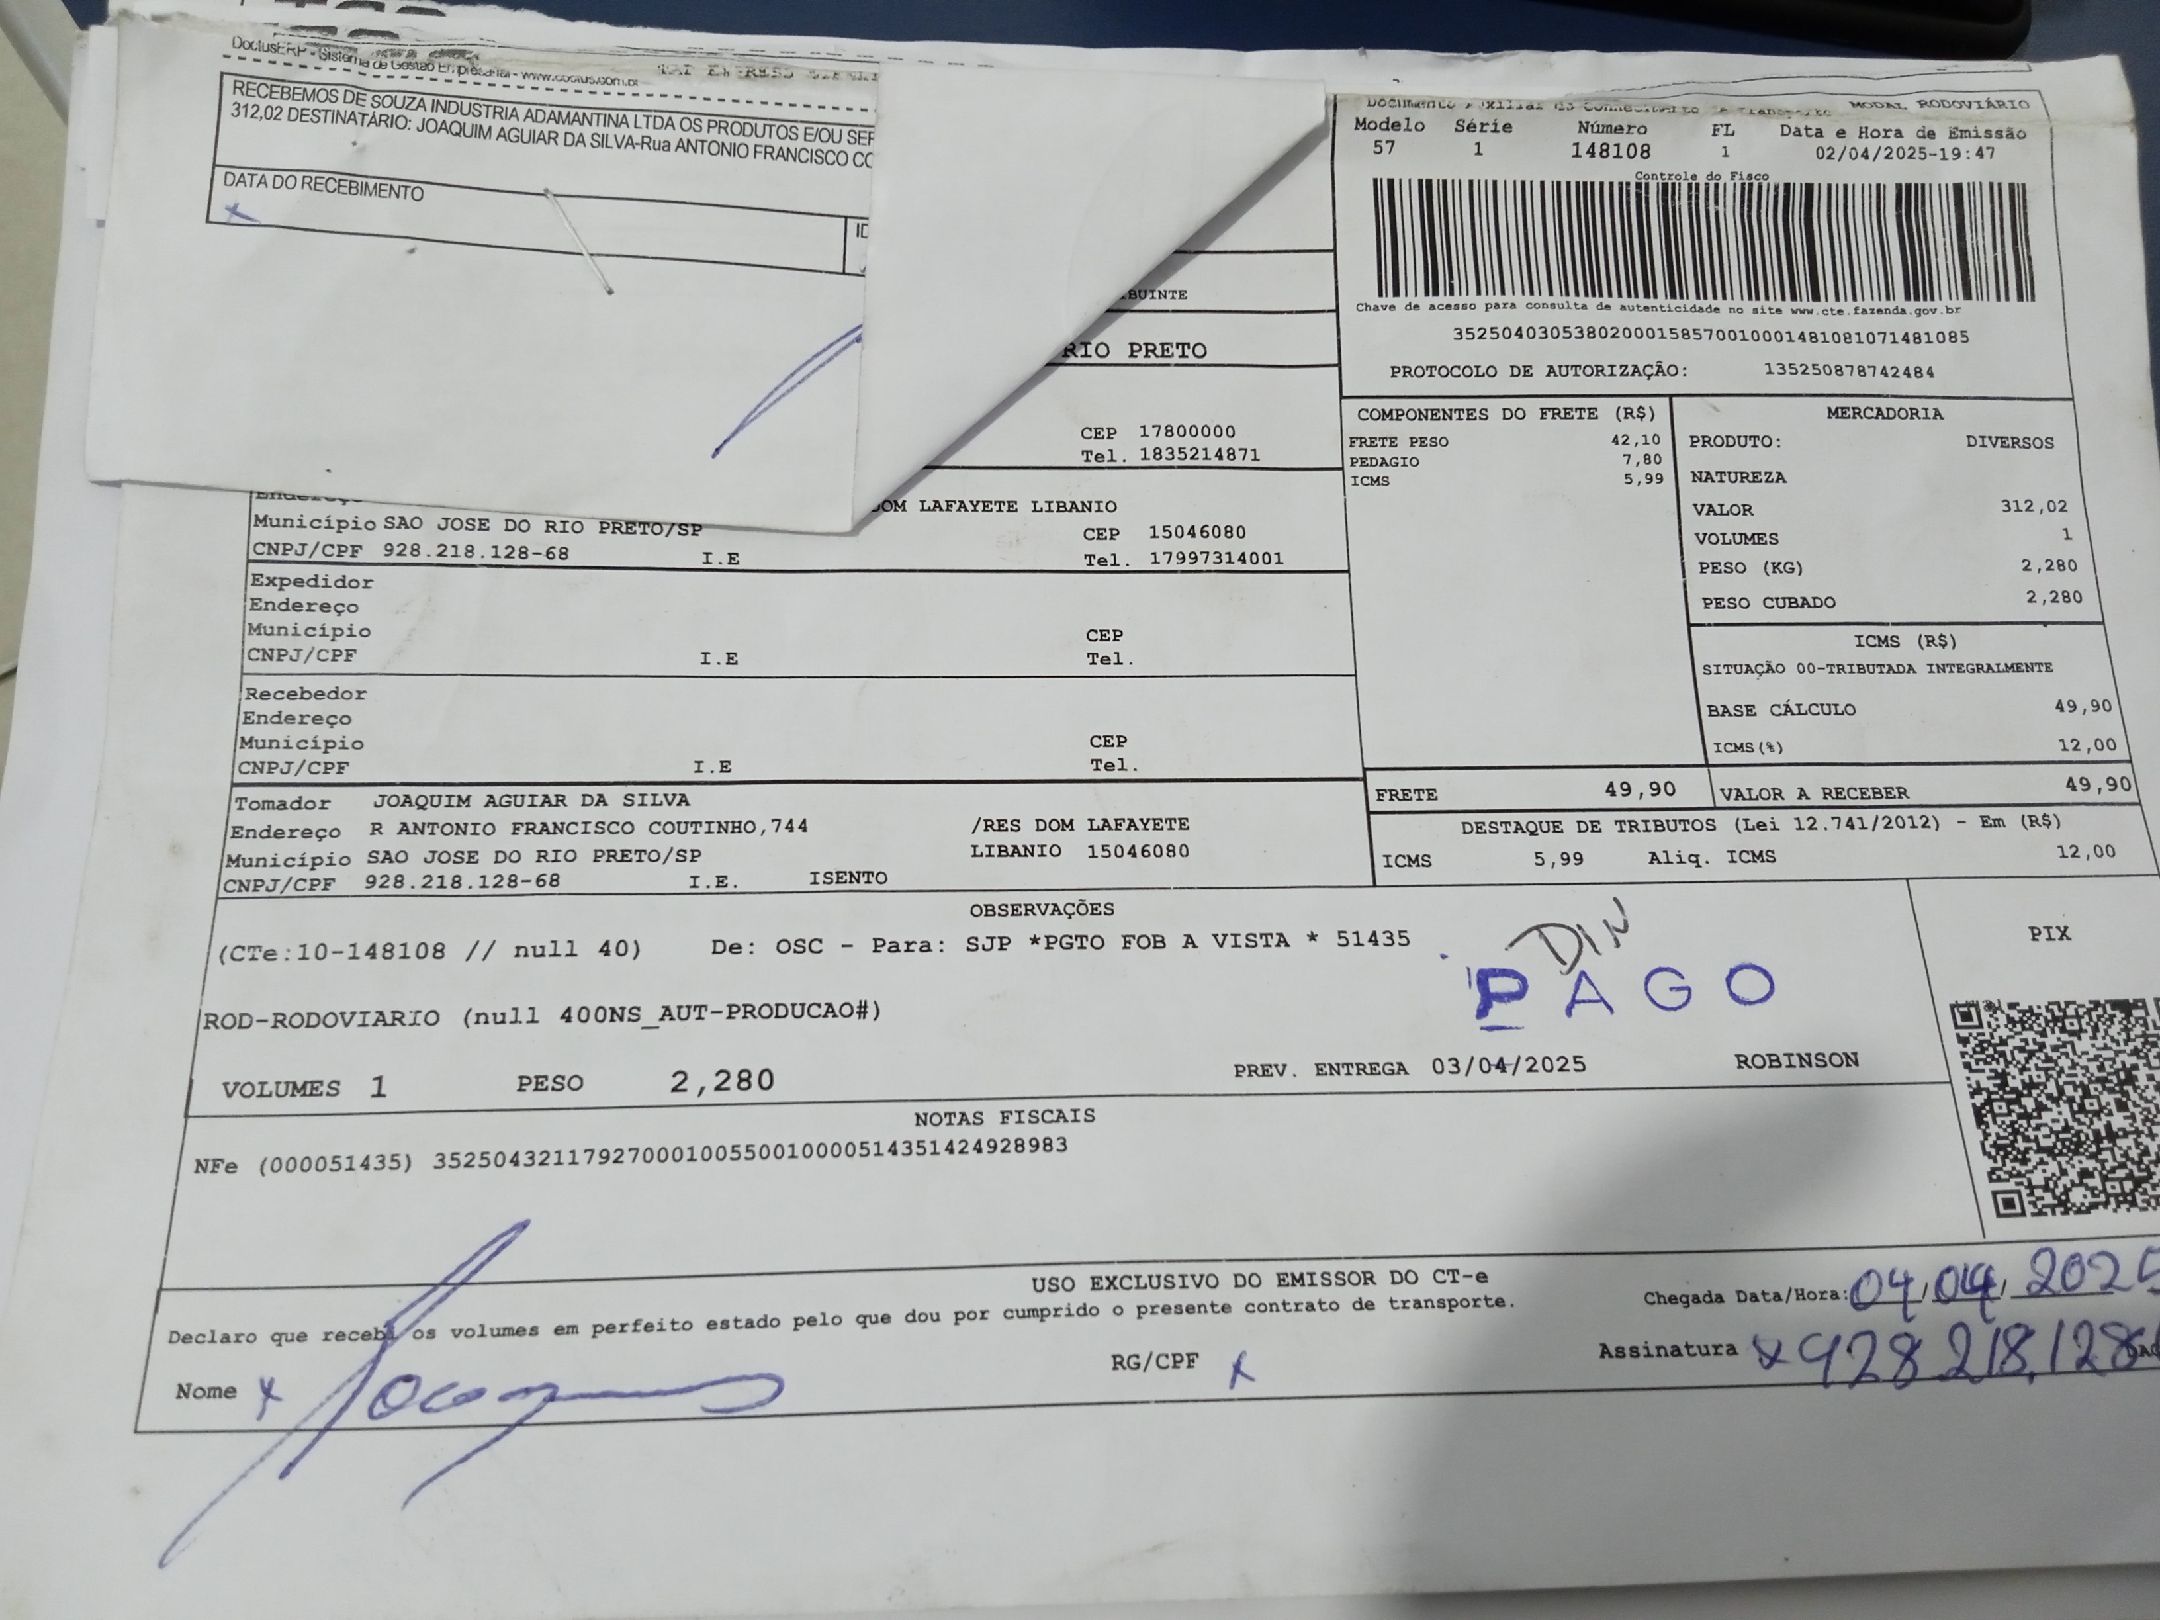 DoctusERP - Sistema de Gestão Empresarial - www.doctus.com.br
RECEBEMOS DE SOUZA INDUSTRIA ADAMANTINA LTDA OS PRODUTOS E/OU SER
312,02 DESTINATÁRIO: JOAQUIM AGUIAR DA SILVA-Rua ANTONIO FRANCISCO CO
DATA DO RECEBIMENTO
x
ID
Documento Auxiliar do Conhecimento de Transporte MODAL RODOVIÁRIO
Modelo Série Número FL Data e Hora de Emissão
57 1 148108 1 02/04/2025-19:47
Controle do Fisco
Chave de acesso para consulta de autenticidade no site www.cte.fazenda.gov.br
35250403053802000158570010001481081071481085
PROTOCOLO DE AUTORIZAÇÃO: 135250878742484
BUINTE
RIO PRETO
CEP 17800000
Tel. 1835214871
Endereço DOM LAFAYETE LIBANIO
Município SAO JOSE DO RIO PRETO/SP CEP 15046080
CNPJ/CPF 928.218.128-68 I.E Tel. 17997314001
Expedidor
Endereço
Município CEP
CNPJ/CPF I.E Tel.
Recebedor
Endereço
Município CEP
CNPJ/CPF I.E Tel.
Tomador JOAQUIM AGUIAR DA SILVA
Endereço R ANTONIO FRANCISCO COUTINHO,744 /RES DOM LAFAYETE
Município SAO JOSE DO RIO PRETO/SP LIBANIO 15046080
CNPJ/CPF 928.218.128-68 I.E. ISENTO
COMPONENTES DO FRETE (R$)
FRETE PESO 42,10
PEDAGIO 7,80
ICMS 5,99
MERCADORIA
PRODUTO: DIVERSOS
NATUREZA
VALOR 312,02
VOLUMES 1
PESO (KG) 2,280
PESO CUBADO 2,280
ICMS (R$)
SITUAÇÃO 00-TRIBUTADA INTEGRALMENTE
BASE CÁLCULO 49,90
ICMS(%) 12,00
FRETE 49,90 VALOR A RECEBER 49,90
DESTAQUE DE TRIBUTOS (Lei 12.741/2012) - Em (R$)
ICMS 5,99 Aliq. ICMS 12,00
OBSERVAÇÕES
(CTe:10-148108 // null 40) De: OSC - Para: SJP *PGTO FOB A VISTA * 51435
DIN
PAGO
PIX
ROD-RODOVIARIO (null 400NS_AUT-PRODUCAO#)
VOLUMES 1 PESO 2,280 PREV. ENTREGA 03/04/2025 ROBINSON
NOTAS FISCAIS
NFe (000051435) 35250432117927000100550010000514351424928983
USO EXCLUSIVO DO EMISSOR DO CT-e
Declaro que recebi os volumes em perfeito estado pelo que dou por cumprido o presente contrato de transporte.
Chegada Data/Hora: 04/04/2025
Nome x RG/CPF x Assinatura x 928 218.128